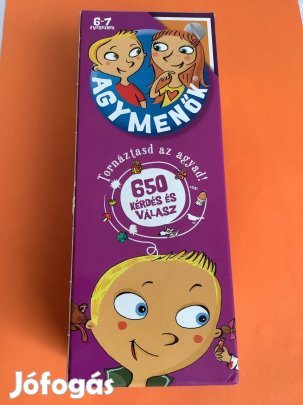 6-7
éveseknek
AGYMENŐK
Tornáztasd az agyad!
650
KÉRDÉS ÉS
VÁLASZ
Jófogás